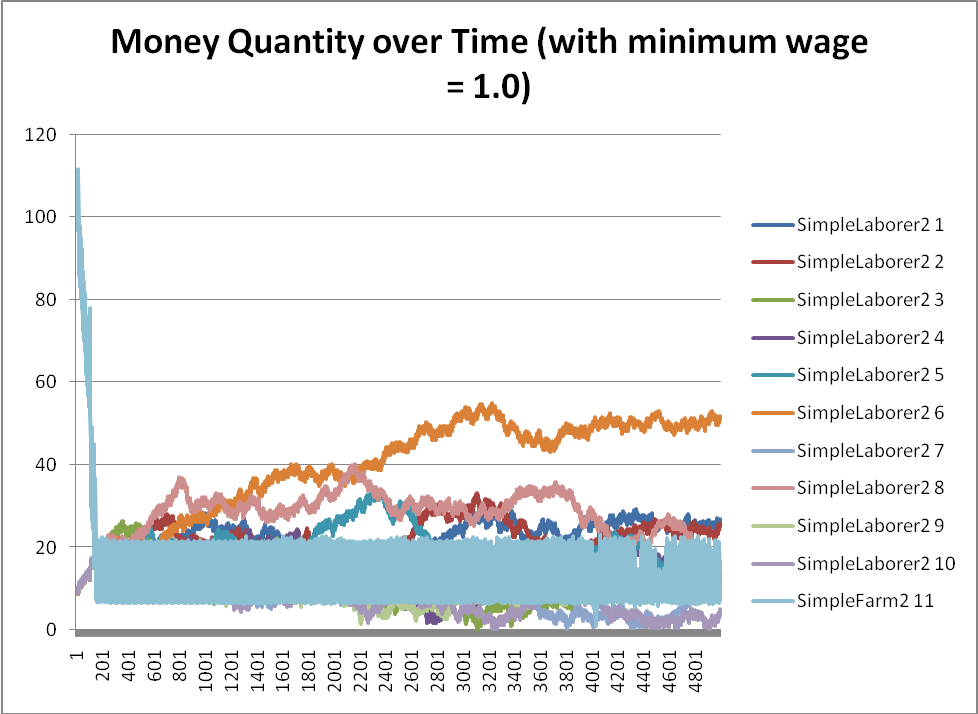 Money Quantity over Time (with minimum wage
= 1.0)
120
100
80
60
40
20
0
1
201
401
601
801
1001
1201
1401
1601
1801
2001
2201
2401
2601
2801
3001
3201
3401
3601
3801
4001
4201
4401
4601
4801
SimpleLaborer2 1
SimpleLaborer2 2
SimpleLaborer2 3
SimpleLaborer2 4
SimpleLaborer2 5
SimpleLaborer2 6
SimpleLaborer2 7
SimpleLaborer2 8
SimpleLaborer2 9
SimpleLaborer2 10
SimpleFarm2 11